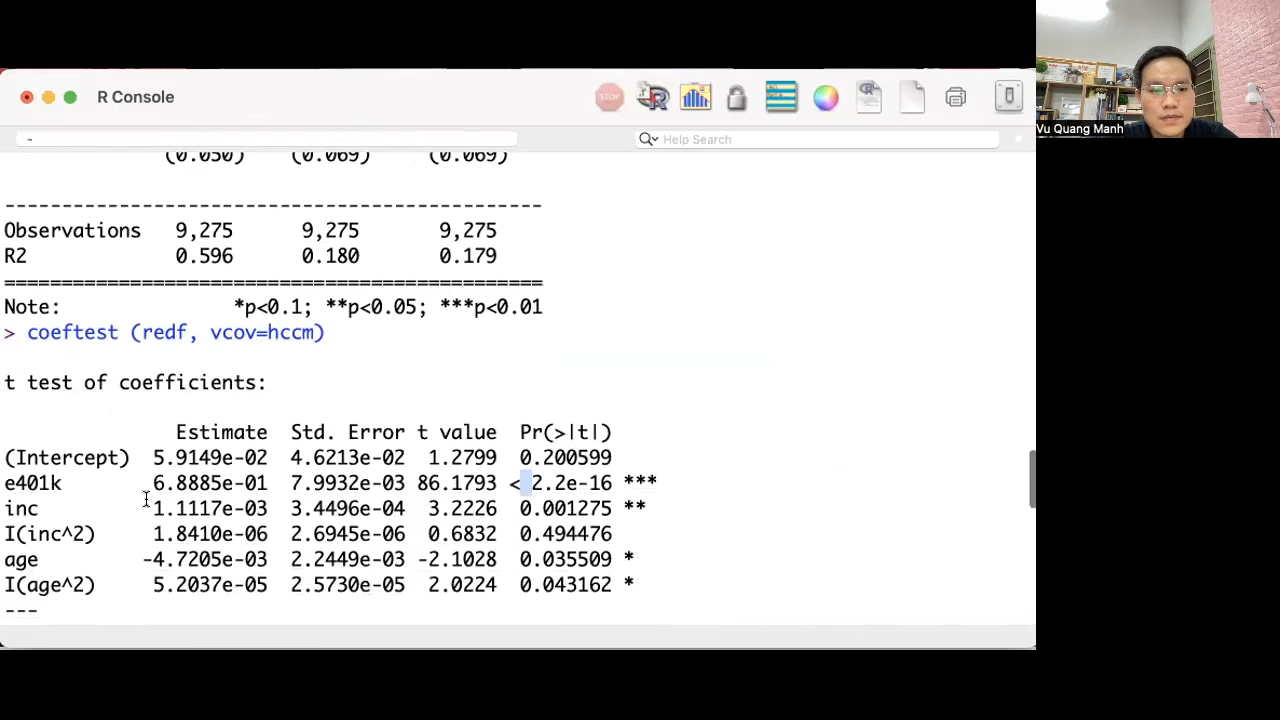 R Console
STOP
R
~
Help Search
Vu Quang Manh
(0.050) (0.069) (0.069)
-----------------------------------------------
Observations 9,275 9,275 9,275
R2 0.596 0.180 0.179
===============================================
Note: *p<0.1; **p<0.05; ***p<0.01
> coeftest (redf, vcov=hccm)
t test of coefficients:
Estimate Std. Error t value Pr(>|t|)
(Intercept) 5.9149e-02 4.6213e-02 1.2799 0.200599
e401k 6.8885e-01 7.9932e-03 86.1793 < 2.2e-16 ***
inc 1.1117e-03 3.4496e-04 3.2226 0.001275 **
I(inc^2) 1.8410e-06 2.6945e-06 0.6832 0.494476
age -4.7205e-03 2.2449e-03 -2.1028 0.035509 *
I(age^2) 5.2037e-05 2.5730e-05 2.0224 0.043162 *
---